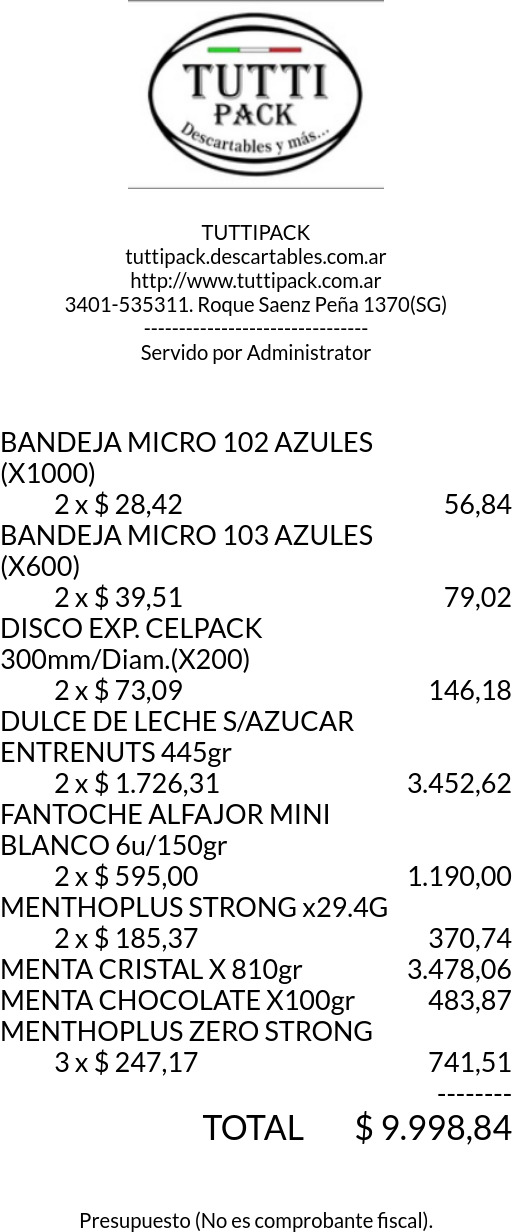 TUTTI
PACK
Descartables y más...
TUTTIPACK
tuttipack.descartables.com.ar
http://www.tuttipack.com.ar
3401-535311. Roque Saenz Peña 1370(SG)
--------------------------------
Servido por Administrator
BANDEJA MICRO 102 AZULES
(X1000)
2 x $ 28,42 56,84
BANDEJA MICRO 103 AZULES
(X600)
2 x $ 39,51 79,02
DISCO EXP. CELPACK
300mm/Diam.(X200)
2 x $ 73,09 146,18
DULCE DE LECHE S/AZUCAR
ENTRENUTS 445gr
2 x $ 1.726,31 3.452,62
FANTOCHE ALFAJOR MINI
BLANCO 6u/150gr
2 x $ 595,00 1.190,00
MENTHOPLUS STRONG x29.4G
2 x $ 185,37 370,74
MENTA CRISTAL X 810gr 3.478,06
MENTA CHOCOLATE X100gr 483,87
MENTHOPLUS ZERO STRONG
3 x $ 247,17 741,51
--------
TOTAL $ 9.998,84
Presupuesto (No es comprobante fiscal).